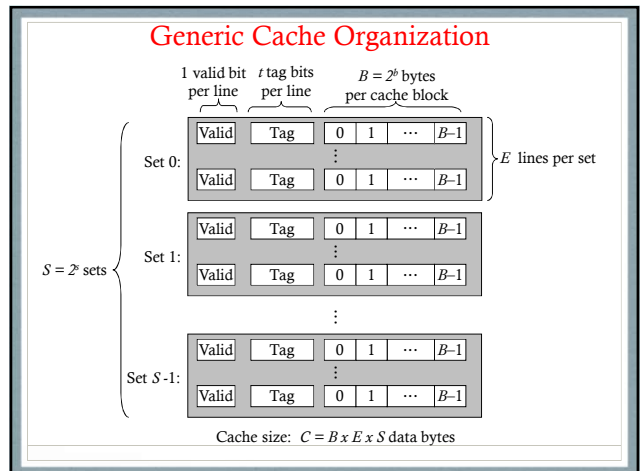 Generic Cache Organization
1 valid bit
per line
t tag bits
per line
B = 2^b bytes
per cache block
Valid Tag 0 1 ... B–1
Set 0: ⋮ E lines per set
Valid Tag 0 1 ... B–1
Valid Tag 0 1 ... B–1
Set 1: ⋮
Valid Tag 0 1 ... B–1
S = 2^s sets
⋮
Valid Tag 0 1 ... B–1
Set S-1: ⋮
Valid Tag 0 1 ... B–1
Cache size: C = B x E x S data bytes